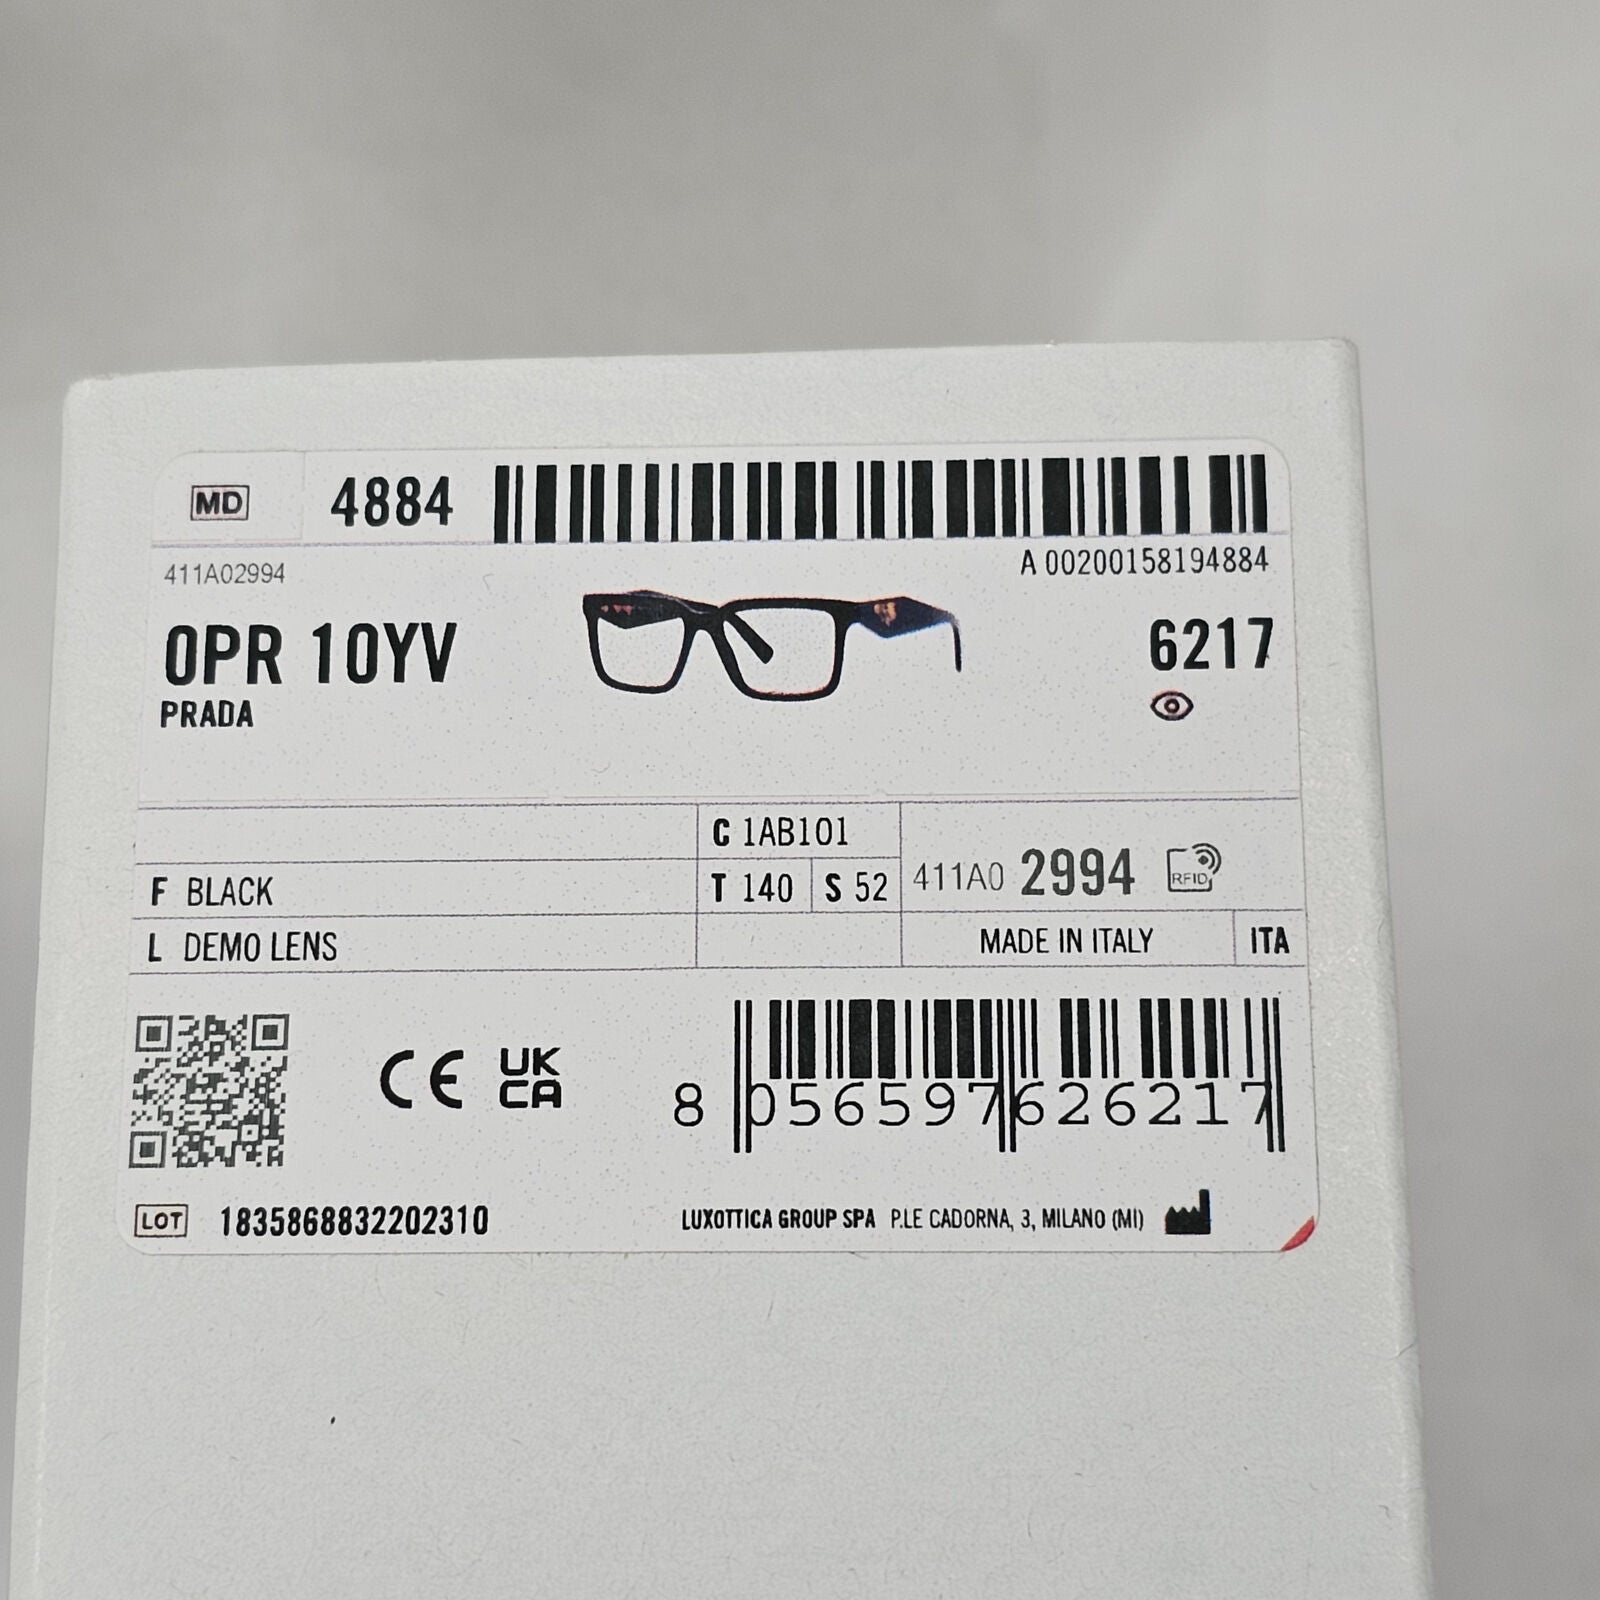 MD 4884
A 00200158194884
411A02994
0PR 10YV 6217
PRADA
C 1AB101
F BLACK T 140 S 52 411A0 2994 RFID
L DEMO LENS MADE IN ITALY ITA
CE UK
CA
8 056597 626217
LOT 1835868832202310 LUXOTTICA GROUP SPA P.LE CADORNA, 3, MILANO (MI)